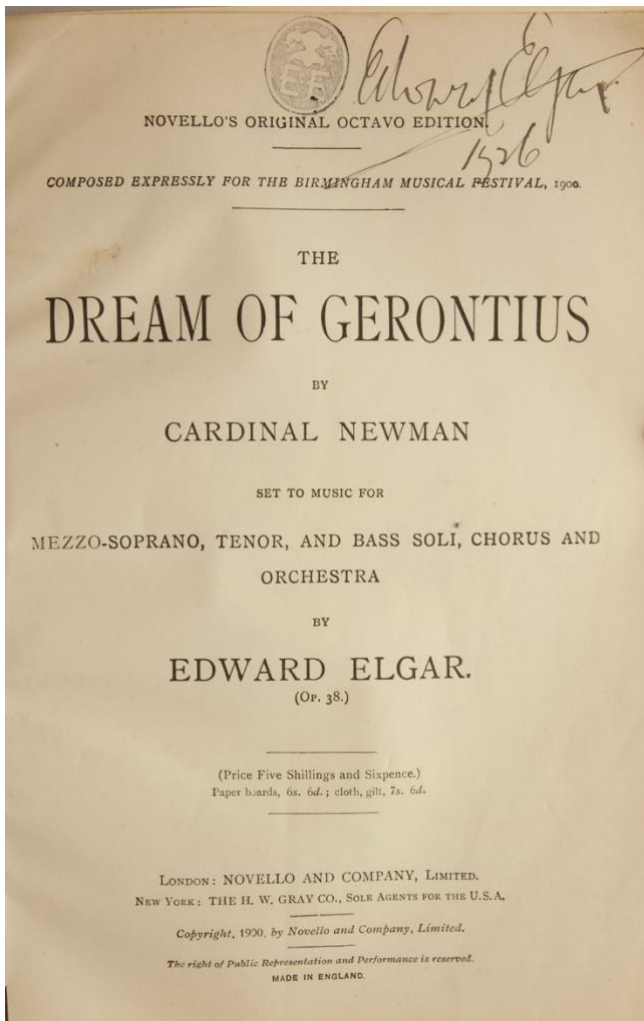 EE
Edward Elgar
NOVELLO'S ORIGINAL OCTAVO EDITION.
1926
COMPOSED EXPRESSLY FOR THE BIRMINGHAM MUSICAL FESTIVAL, 1900.
THE
DREAM OF GERONTIUS
BY
CARDINAL NEWMAN
SET TO MUSIC FOR
MEZZO-SOPRANO, TENOR, AND BASS SOLI, CHORUS AND
ORCHESTRA
BY
EDWARD ELGAR.
(OP. 38.)
(Price Five Shillings and Sixpence.)
Paper boards, 6s. 6d.; cloth, gilt, 7s. 6d.
LONDON: NOVELLO AND COMPANY, LIMITED.
NEW YORK: THE H. W. GRAY CO., SOLE AGENTS FOR THE U.S.A.
Copyright, 1900, by Novello and Company, Limited.
The right of Public Representation and Performance is reserved.
MADE IN ENGLAND.